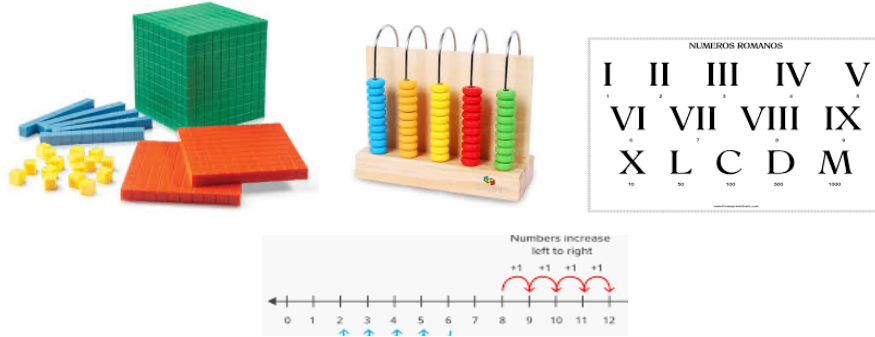 NUMEROS ROMANOS
I II III IV V
1 2 3 4 5
VI VII VIII IX
6 7 8 9
X L C D M
10 50 100 500 1000
Numbers increase
left to right
+1 +1 +1 +1
0 1 2 3 4 5 6 7 8 9 10 11 12